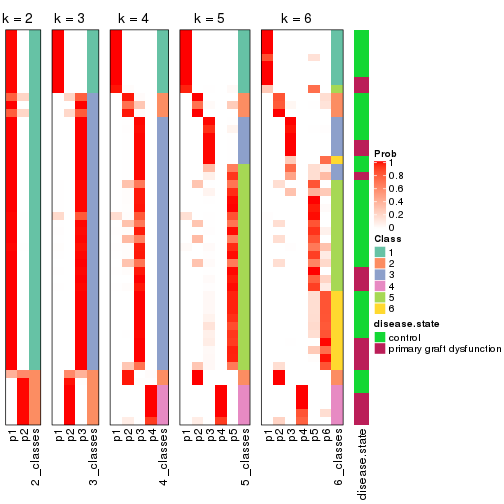 k = 2 k = 3 k = 4 k = 5 k = 6
Prob
1
0.8
0.6
0.4
0.2
0
Class
1
2
3
4
5
6
disease.state
control
primary graft dysfunction
p1 p2 2_classes
p1 p2 p3 3_classes
p1 p2 p3 p4 4_classes
p1 p2 p3 p4 p5 5_classes
p1 p2 p3 p4 p5 p6 6_classes
disease.state